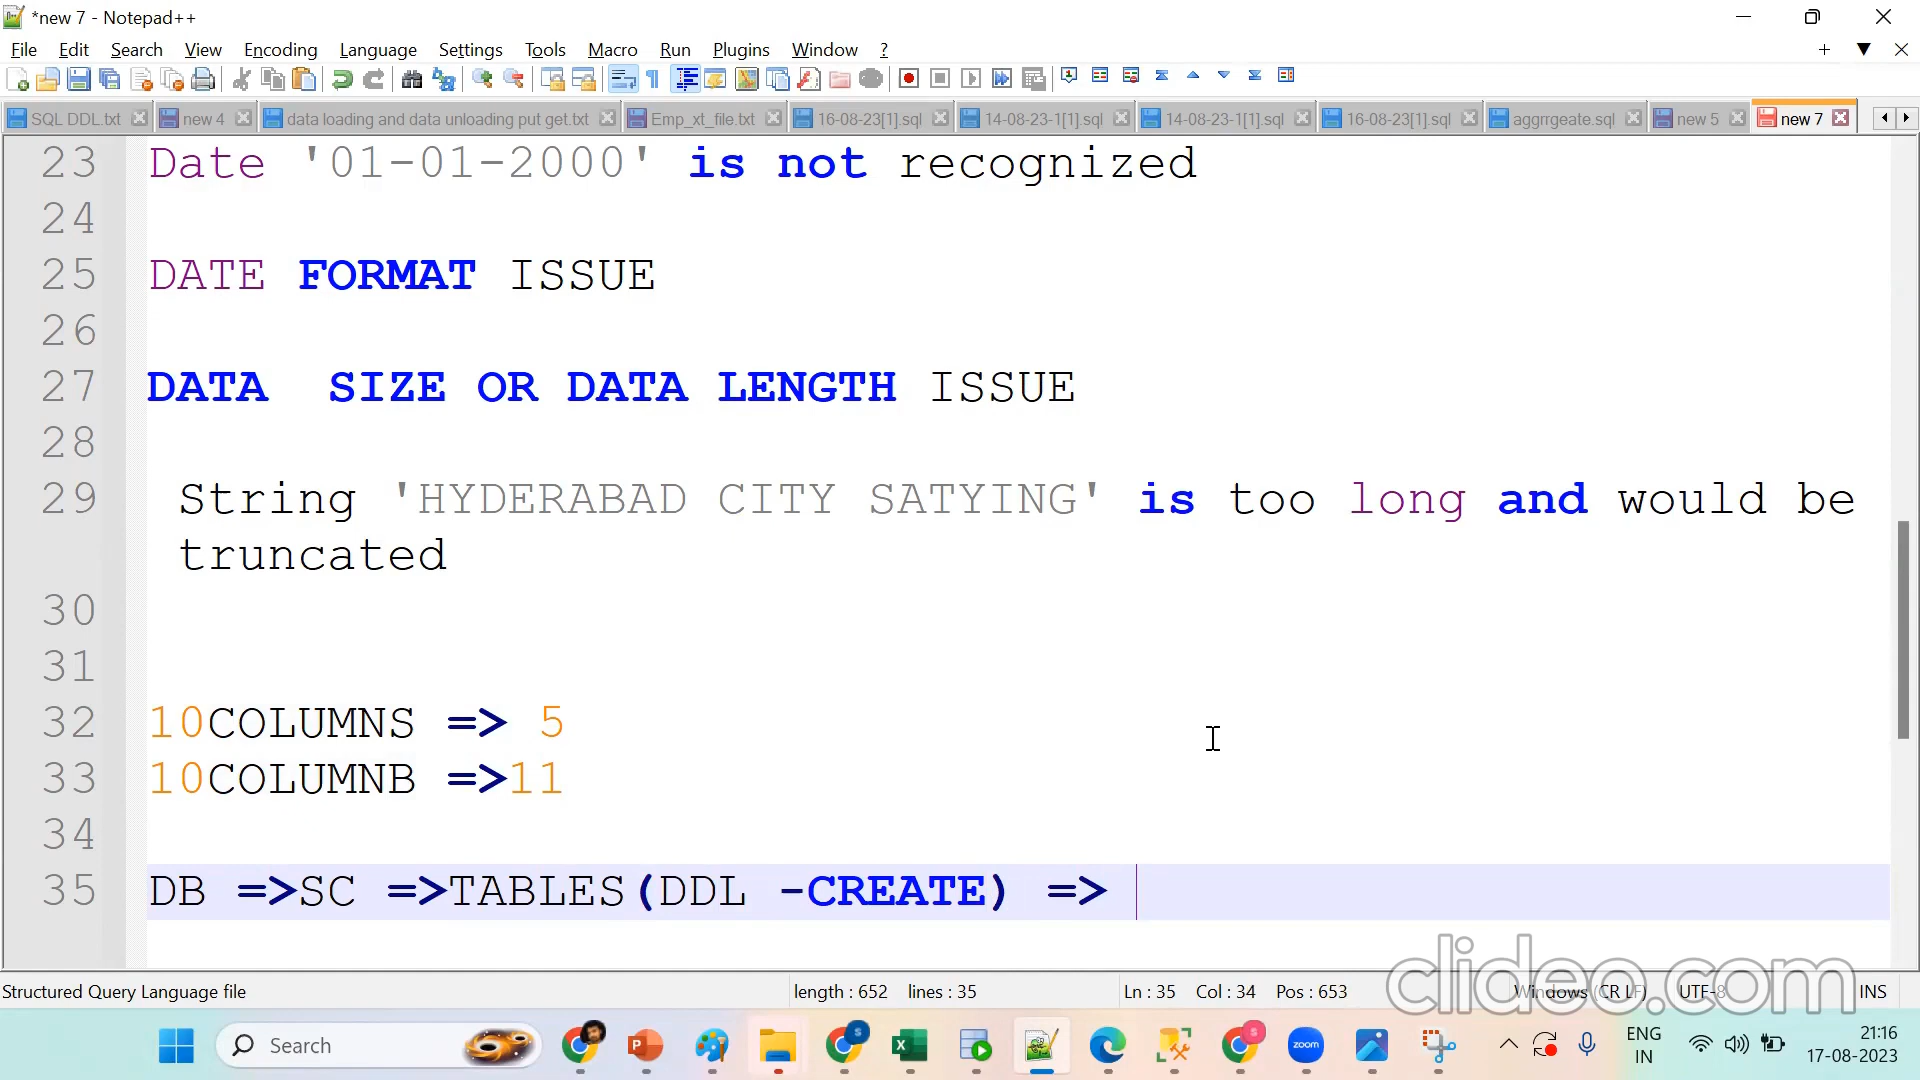 *new 7 - Notepad++
File Edit Search View Encoding Language Settings Tools Macro Run Plugins Window ?
SQL DDL.txt new 4 data loading and data unloading put get.txt Emp_xt_file.txt 16-08-23[1].sql 14-08-23-1[1].sql 14-08-23-1[1].sql 16-08-23[1].sql aggrrgeate.sql new 5 new 7
23 Date '01-01-2000' is not recognized
24
25 DATE FORMAT ISSUE
26
27 DATA  SIZE OR DATA LENGTH ISSUE
28
29 String 'HYDERABAD CITY SATYING' is too long and would be
truncated
30
31
32 10COLUMNS => 5
33 10COLUMNB =>11
34
35 DB =>SC =>TABLES(DDL -CREATE) =>
clideo.com
Structured Query Language file length : 652 lines : 35 Ln : 35 Col : 34 Pos : 653 Windows (CR LF) UTF-8 INS
Search
zoom
ENG
IN
21:16
17-08-2023